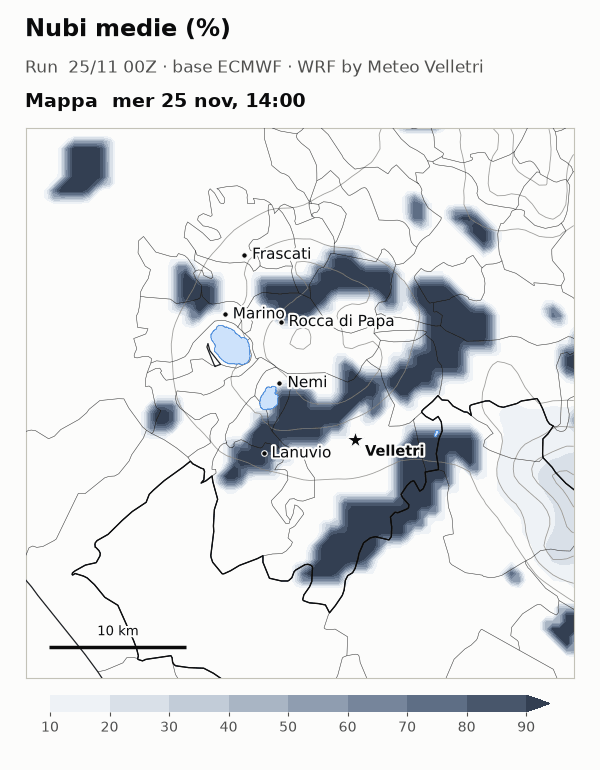 Nubi medie (%)
Run  25/11 00Z · base ECMWF · WRF by Meteo Velletri
Mappa  mer 25 nov, 14:00
Frascati
Marino
Rocca di Papa
Nemi
Velletri
Lanuvio
10 km
10 20 30 40 50 60 70 80 90